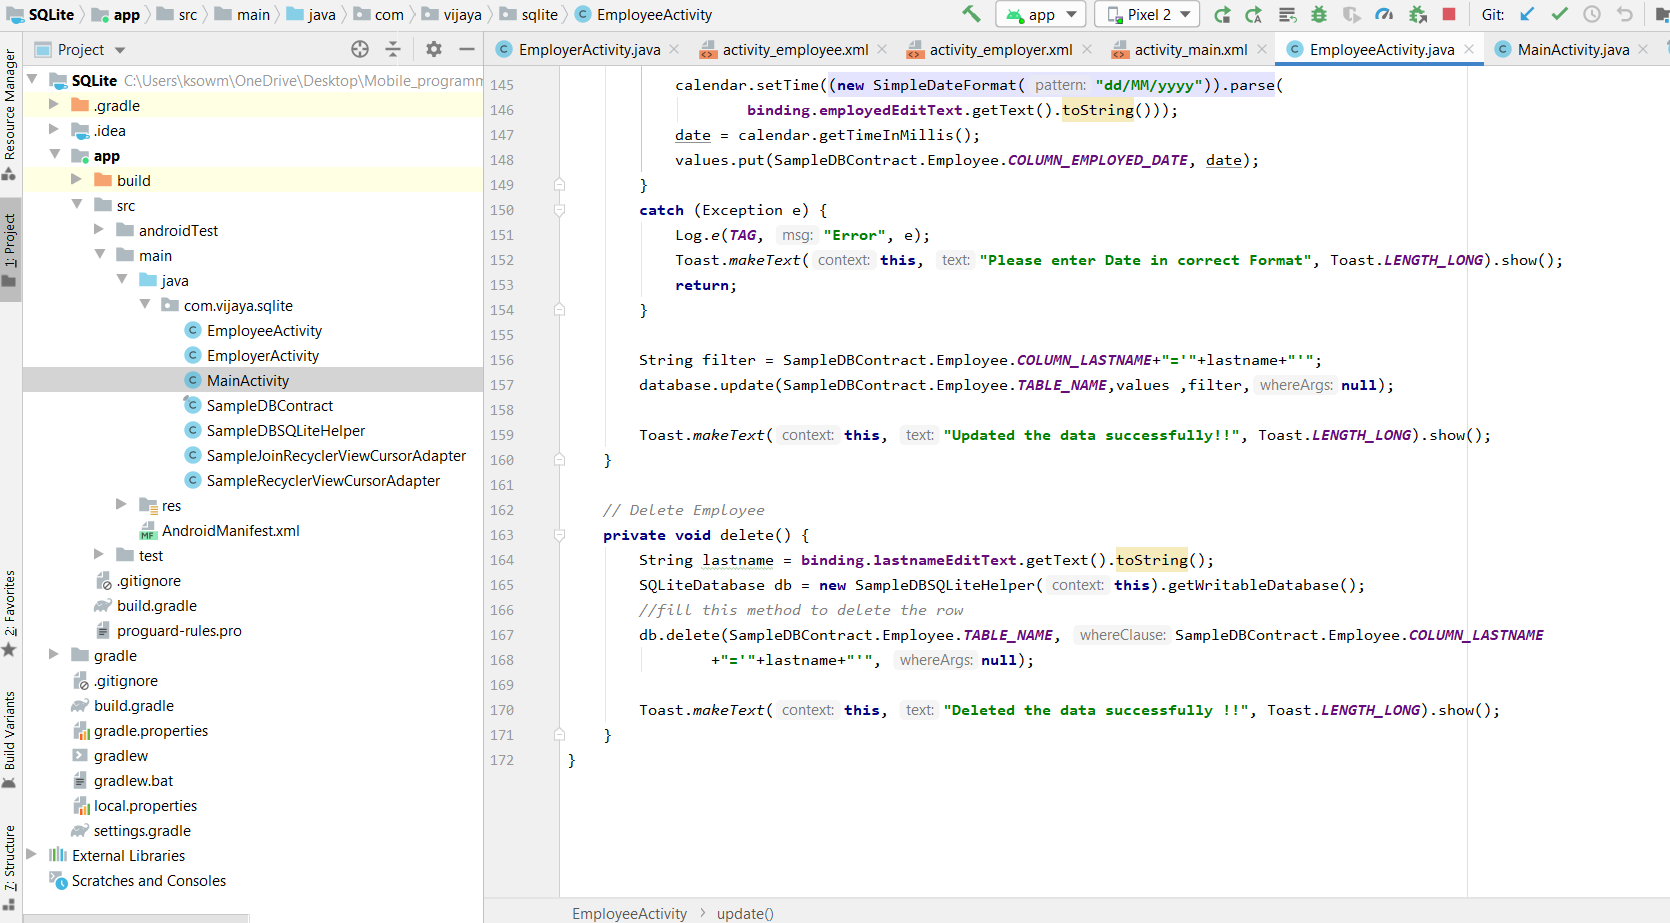 SQLite app src main java com vijaya sqlite EmployeeActivity app Pixel 2 Git:
Project
EmployerActivity.java activity_employee.xml activity_employer.xml activity_main.xml EmployeeActivity.java MainActivity.java
Resource Manager
1: Project
2: Favorites
Build Variants
7: Structure
SQLite C:\Users\ksowm\OneDrive\Desktop\Mobile_programm
.gradle
.idea
app
build
src
androidTest
main
java
com.vijaya.sqlite
EmployeeActivity
EmployerActivity
MainActivity
SampleDBContract
SampleDBSQLiteHelper
SampleJoinRecyclerViewCursorAdapter
SampleRecyclerViewCursorAdapter
res
AndroidManifest.xml
test
.gitignore
build.gradle
proguard-rules.pro
gradle
.gitignore
build.gradle
gradle.properties
gradlew
gradlew.bat
local.properties
settings.gradle
External Libraries
Scratches and Consoles
145 calendar.setTime((new SimpleDateFormat( pattern: "dd/MM/yyyy")).parse(
146 binding.employedEditText.getText().toString()));
147 date = calendar.getTimeInMillis();
148 values.put(SampleDBContract.Employee.COLUMN_EMPLOYED_DATE, date);
149 }
150 catch (Exception e) {
151 Log.e(TAG, msg: "Error", e);
152 Toast.makeText( context: this, text: "Please enter Date in correct Format", Toast.LENGTH_LONG).show();
153 return;
154 }
155
156 String filter = SampleDBContract.Employee.COLUMN_LASTNAME+"='"+lastname+"'";
157 database.update(SampleDBContract.Employee.TABLE_NAME,values ,filter, whereArgs: null);
158
159 Toast.makeText( context: this, text: "Updated the data successfully!!", Toast.LENGTH_LONG).show();
160 }
161
162 // Delete Employee
163 private void delete() {
164 String lastname = binding.lastnameEditText.getText().toString();
165 SQLiteDatabase db = new SampleDBSQLiteHelper( context: this).getWritableDatabase();
166 //fill this method to delete the row
167 db.delete(SampleDBContract.Employee.TABLE_NAME, whereClause: SampleDBContract.Employee.COLUMN_LASTNAME
168 +"='"+lastname+"'", whereArgs: null);
169
170 Toast.makeText( context: this, text: "Deleted the data successfully !!", Toast.LENGTH_LONG).show();
171 }
172 }
EmployeeActivity update()